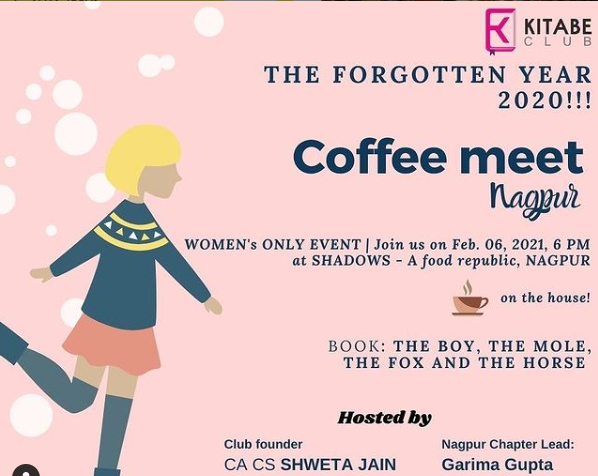 KITABE
CLUB
THE FORGOTTEN YEAR
2020!!!
Coffee meet
Nagpur
WOMEN's ONLY EVENT | Join us on Feb. 06, 2021, 6 PM
at SHADOWS - A food republic, NAGPUR
on the house!
BOOK: THE BOY, THE MOLE,
THE FOX AND THE HORSE
Hosted by
Club founder
CA CS SHWETA JAIN
Nagpur Chapter Lead:
Garima Gupta